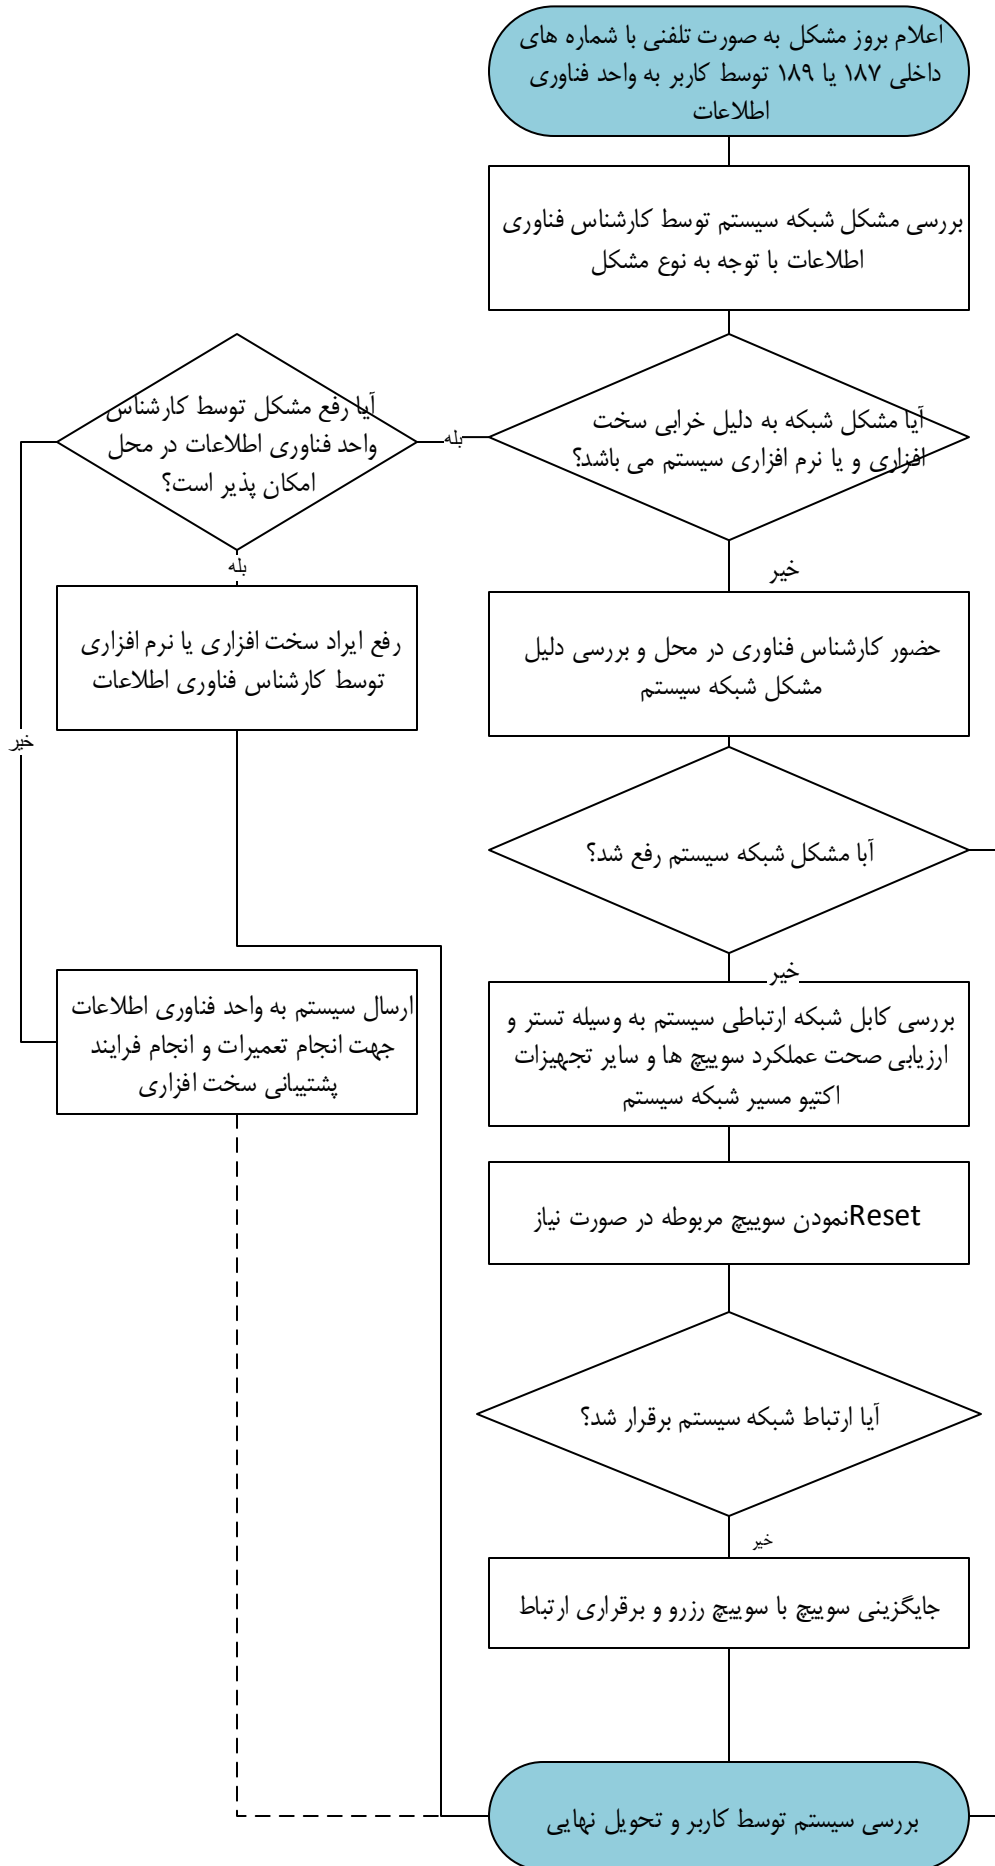 اعلام بروز مشکل به صورت تلفنی با شماره های
داخلی ۱۸۷ یا ۱۸۹ توسط کاربر به واحد فناوری
اطلاعات
بررسی مشکل شبکه سیستم توسط کارشناس فناوری
اطلاعات با توجه به نوع مشکل
آیا مشکل شبکه به دلیل خرابی سخت
افزاری و یا نرم افزاری سیستم می باشد؟
بله
آیا رفع مشکل توسط کارشناس
واحد فناوری اطلاعات در محل
امکان پذیر است؟
بله
خیر
حضور کارشناس فناوری در محل و بررسی دلیل
مشکل شبکه سیستم
رفع ایراد سخت افزاری یا نرم افزاری
توسط کارشناس فناوری اطلاعات
خیر
آبا مشکل شبکه سیستم رفع شد؟
خیر
بررسی کابل شبکه ارتباطی سیستم به وسیله تستر و
ارزیابی صحت عملکرد سوییچ ها و سایر تجهیزات
اکتیو مسیر شبکه سیستم
ارسال سیستم به واحد فناوری اطلاعات
جهت انجام تعمیرات و انجام فرایند
پشتیبانی سخت افزاری
Resetنمودن سوییچ مربوطه در صورت نیاز
آیا ارتباط شبکه سیستم برقرار شد؟
خیر
جایگزینی سوییچ با سوییچ رزرو و برقراری ارتباط
بررسی سیستم توسط کاربر و تحویل نهایی